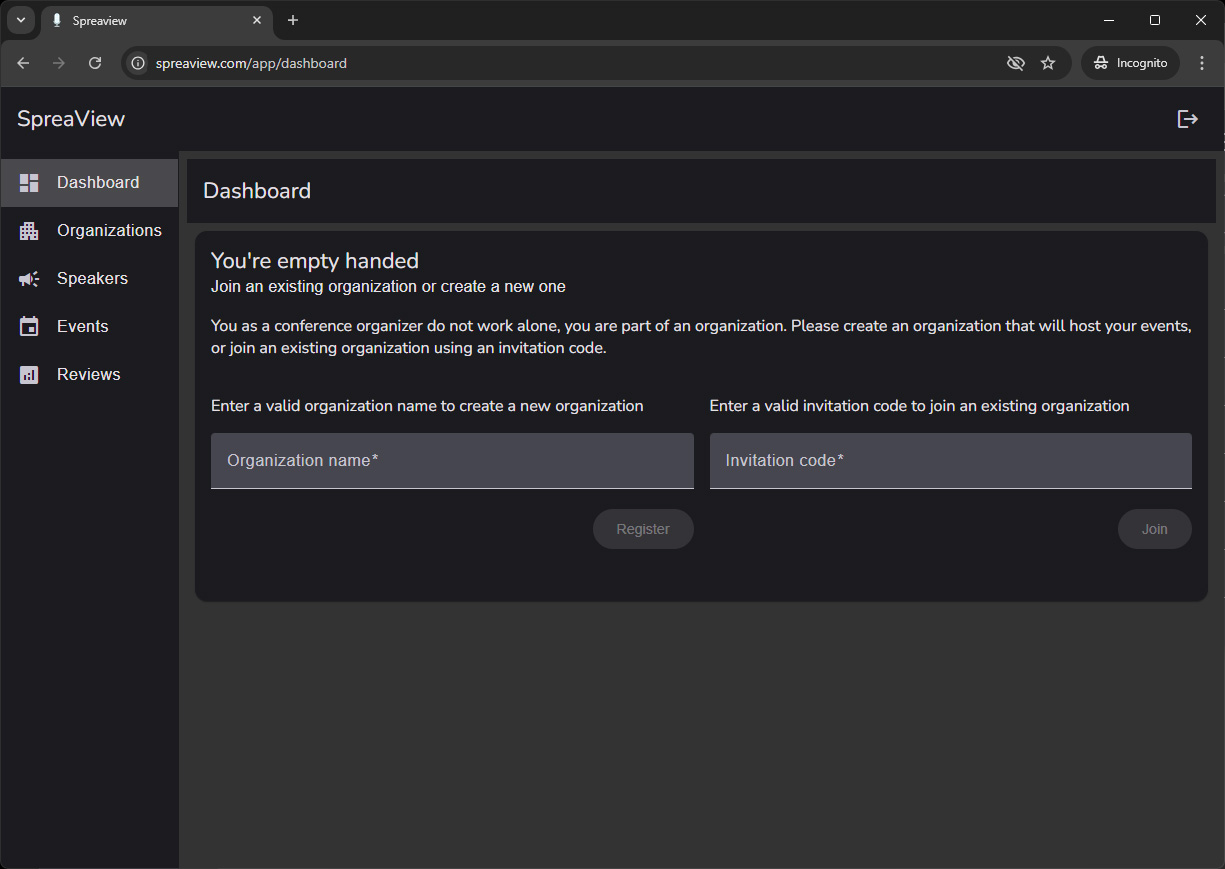 Spreaview
spreaview.com/app/dashboard
Incognito
SpreaView
Dashboard
Organizations
Speakers
Events
Reviews
Dashboard
You're empty handed
Join an existing organization or create a new one
You as a conference organizer do not work alone, you are part of an organization. Please create an organization that will host your events,
or join an existing organization using an invitation code.
Enter a valid organization name to create a new organization
Organization name*
Register
Enter a valid invitation code to join an existing organization
Invitation code*
Join